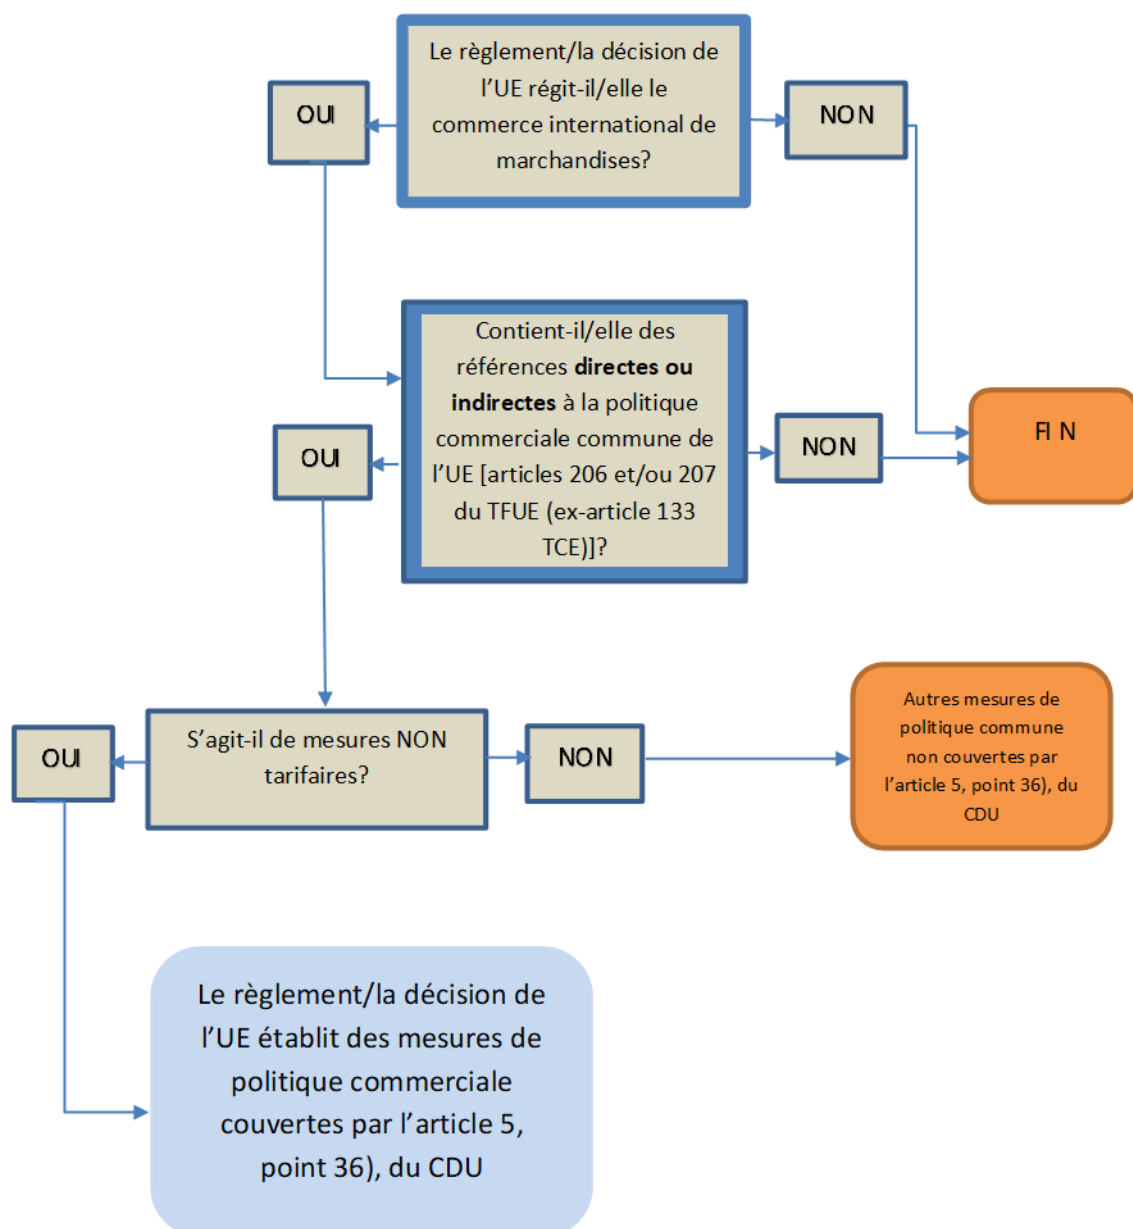 Le règlement/la décision de
l'UE régit-il/elle le
commerce international de
marchandises?
OUI
NON
Contient-il/elle des
références directes ou
indirectes à la politique
commerciale commune de
l'UE [articles 206 et/ou 207
du TFUE (ex-article 133
TCE)]?
OUI
NON
FIN
S'agit-il de mesures NON
tarifaires?
OUI
NON
Autres mesures de
politique commune
non couvertes par
l'article 5, point 36), du
CDU
Le règlement/la décision de
l'UE établit des mesures de
politique commerciale
couvertes par l'article 5,
point 36), du CDU